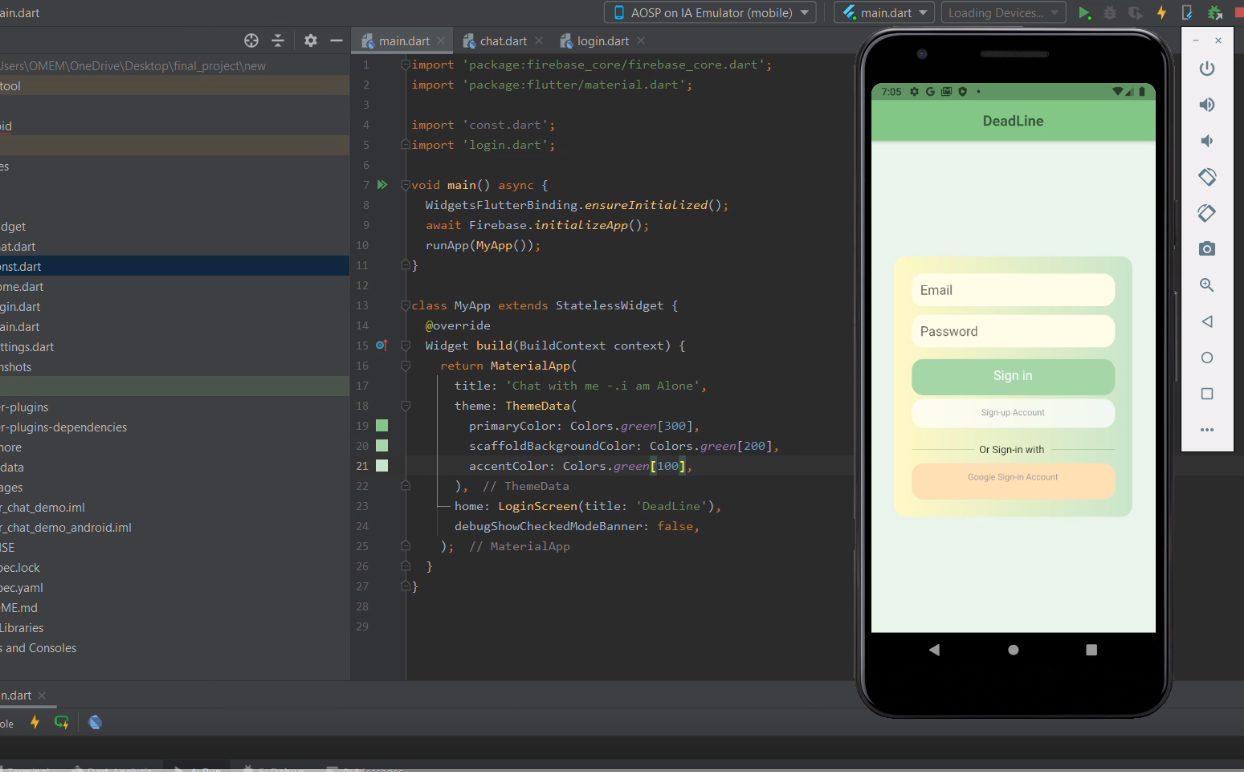 ain.dart
AOSP on IA Emulator (mobile)
main.dart
Loading Devices...
main.dart
chat.dart
login.dart
sers\OMEM\OneDrive\Desktop\final_project\new
tool
oid
es
dget
at.dart
onst.dart
ome.dart
gin.dart
ain.dart
ttings.dart
nshots
r-plugins
r-plugins-dependencies
nore
data
ages
r_chat_demo.iml
r_chat_demo_android.iml
NSE
pec.lock
pec.yaml
ME.md
Libraries
s and Consoles
1 import 'package:firebase_core/firebase_core.dart';
2 import 'package:flutter/material.dart';
3
4 import 'const.dart';
5 import 'login.dart';
6
7 void main() async {
8 WidgetsFlutterBinding.ensureInitialized();
9 await Firebase.initializeApp();
10 runApp(MyApp());
11 }
12
13 class MyApp extends StatelessWidget {
14 @override
15 Widget build(BuildContext context) {
16 return MaterialApp(
17 title: 'Chat with me -.i am Alone',
18 theme: ThemeData(
19 primaryColor: Colors.green[300],
20 scaffoldBackgroundColor: Colors.green[200],
21 accentColor: Colors.green[100],
22 ), // ThemeData
23 home: LoginScreen(title: 'DeadLine'),
24 debugShowCheckedModeBanner: false,
25 ); // MaterialApp
26 }
27 }
28
29
7:05
DeadLine
Email
Password
Sign in
Sign-up Account
Or Sign-in with
Google Sign-in Account
n.dart
ole